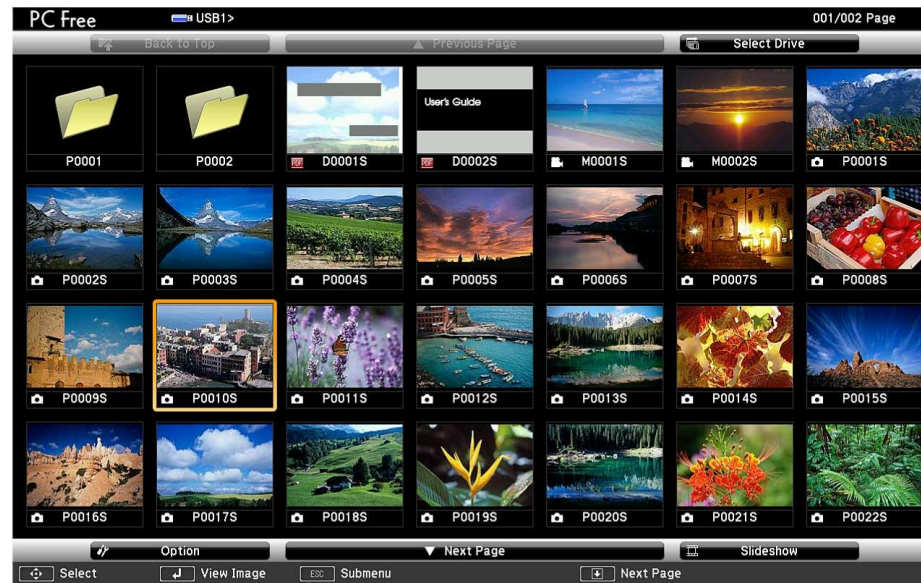 PC Free USB1> 001/002 Page
Back to Top ▲ Previous Page Select Drive
User's Guide
P0001 P0002 PDF D0001S PDF D0002S M0001S M0002S P0001S
P0002S P0003S P0004S P0005S P0006S P0007S P0008S
P0009S P0010S P0011S P0012S P0013S P0014S P0015S
P0016S P0017S P0018S P0019S P0020S P0021S P0022S
Option ▼ Next Page Slideshow
Select View Image ESC Submenu Next Page